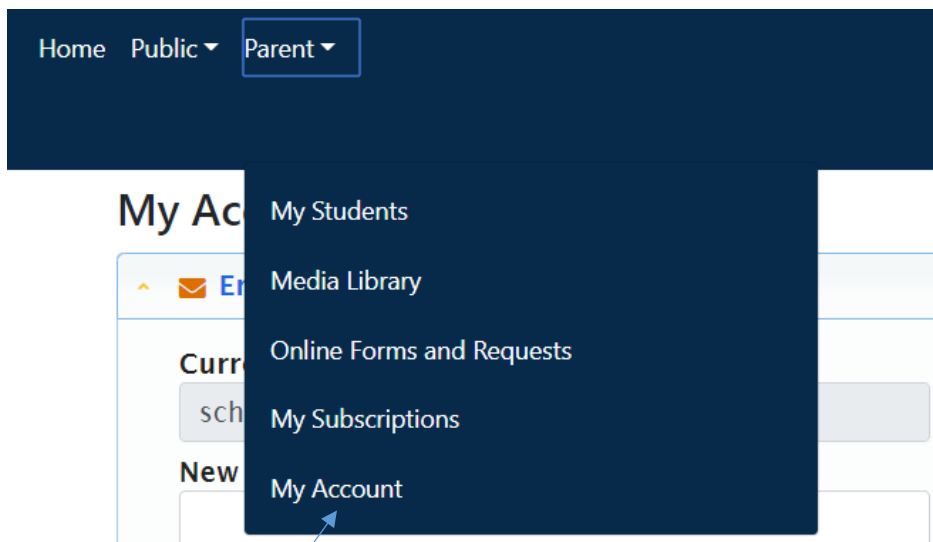 Home Public Parent
My Ac
My Students
Media Library
Online Forms and Requests
Curr
sch
My Subscriptions
New
My Account